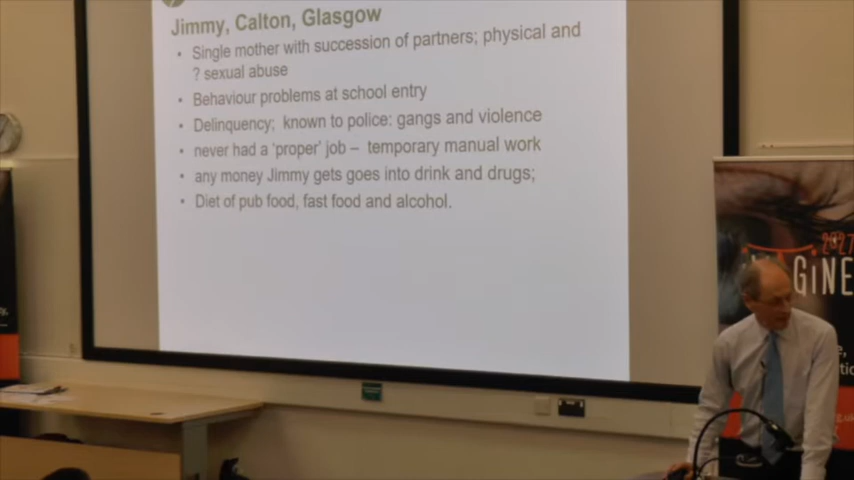 Jimmy, Calton, Glasgow
• Single mother with succession of partners; physical and
? sexual abuse
• Behaviour problems at school entry
• Delinquency; known to police: gangs and violence
• never had a 'proper' job – temporary manual work
• any money Jimmy gets goes into drink and drugs;
• Diet of pub food, fast food and alcohol.
2027
GiNE